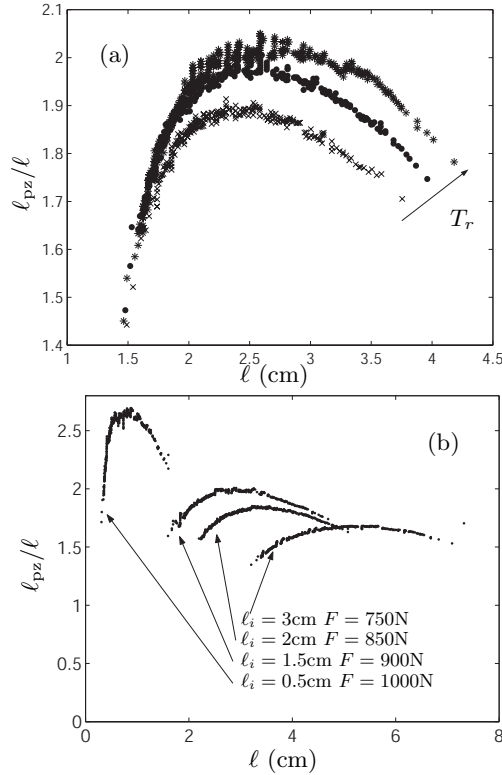 2.1
(a)
2
1.9
1.8
ℓpz/ℓ
1.7
Tr
1.6
1.5
1.4
1 1.5 2 2.5 3 3.5 4 4.5
ℓ (cm)
(b)
2.5
2
ℓpz/ℓ
1.5
1
ℓi = 3cm F = 750N
ℓi = 2cm F = 850N
ℓi = 1.5cm F = 900N
ℓi = 0.5cm F = 1000N
0.5
0
0 2 4 6 8
ℓ (cm)